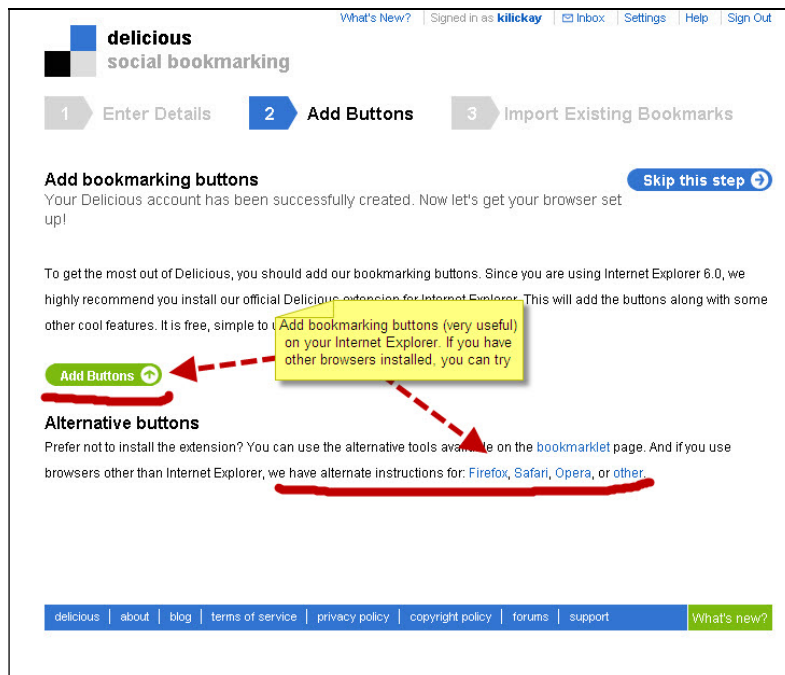 What's New? Signed in as kilickay Inbox Settings Help Sign Out
delicious
social bookmarking
1 Enter Details 2 Add Buttons 3 Import Existing Bookmarks
Add bookmarking buttons
Skip this step
Your Delicious account has been successfully created. Now let's get your browser set
up!
To get the most out of Delicious, you should add our bookmarking buttons. Since you are using Internet Explorer 6.0, we
highly recommend you install our official Delicious extension for Internet Explorer. This will add the buttons along with some
other cool features. It is free, simple to
Add bookmarking buttons (very useful)
on your Internet Explorer. If you have
other browsers installed, you can try
Add Buttons
Alternative buttons
Prefer not to install the extension? You can use the alternative tools available on the bookmarklet page. And if you use
browsers other than Internet Explorer, we have alternate instructions for: Firefox, Safari, Opera, or other.
delicious about blog terms of service privacy policy copyright policy forums support What's new?